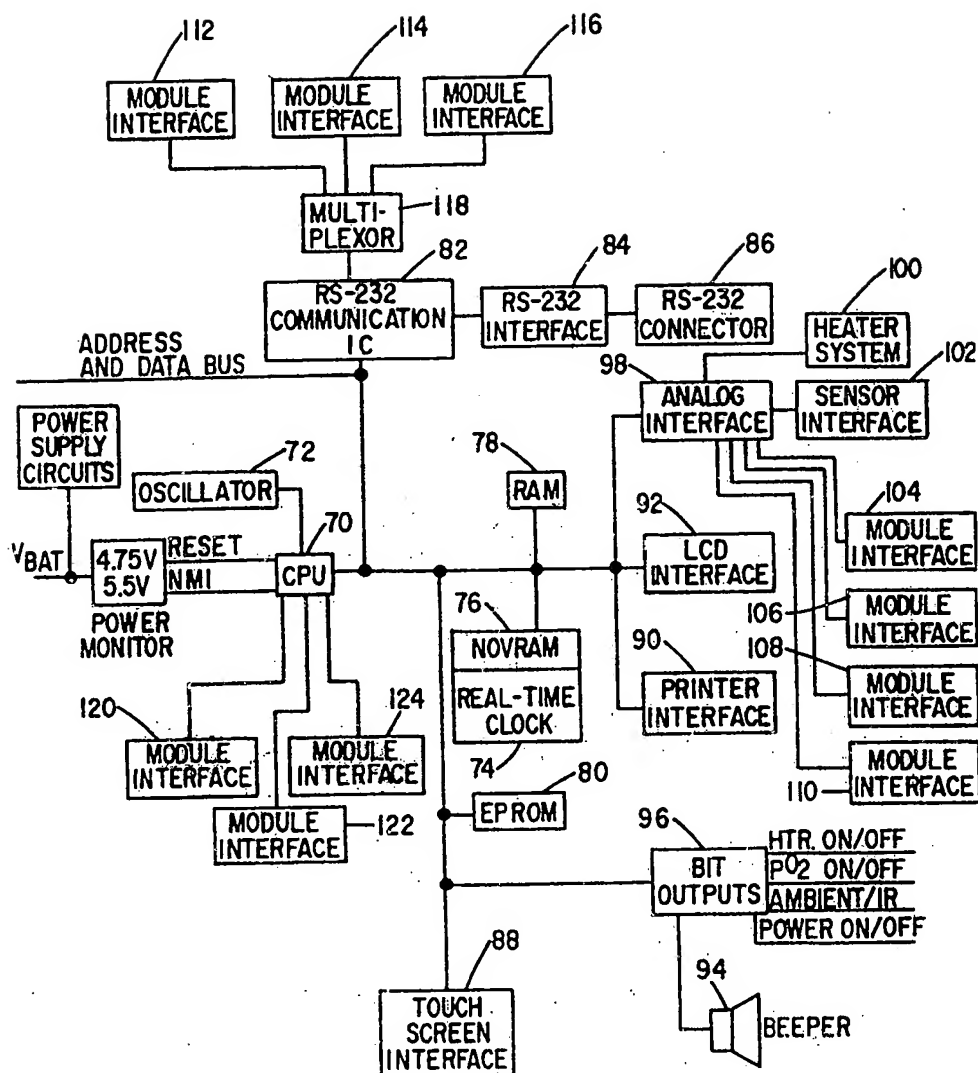 112
114
116
MODULE
INTERFACE
MODULE
INTERFACE
MODULE
INTERFACE
MULTI-
PLEXOR
118
82
84
86
100
RS-232
COMMUNICATION
IC
RS-232
INTERFACE
RS-232
CONNECTOR
HEATER
SYSTEM
ADDRESS
AND DATA BUS
98
ANALOG
INTERFACE
102
SENSOR
INTERFACE
POWER
SUPPLY
CIRCUITS
72
OSCILLATOR
78
RAM
70
CPU
92
LCD
INTERFACE
104
MODULE
INTERFACE
VBAT
4.75V
5.5V
RESET
NMI
POWER
MONITOR
76
NOVRAM
REAL-TIME
CLOCK
74
106
MODULE
INTERFACE
90
PRINTER
INTERFACE
108
MODULE
INTERFACE
120
MODULE
INTERFACE
124
MODULE
INTERFACE
110
MODULE
INTERFACE
MODULE
INTERFACE
122
80
EPROM
96
BIT
OUTPUTS
HTR. ON/OFF
PO2 ON/OFF
AMBIENT/IR
POWER ON/OFF
88
TOUCH
SCREEN
INTERFACE
94
BEEPER